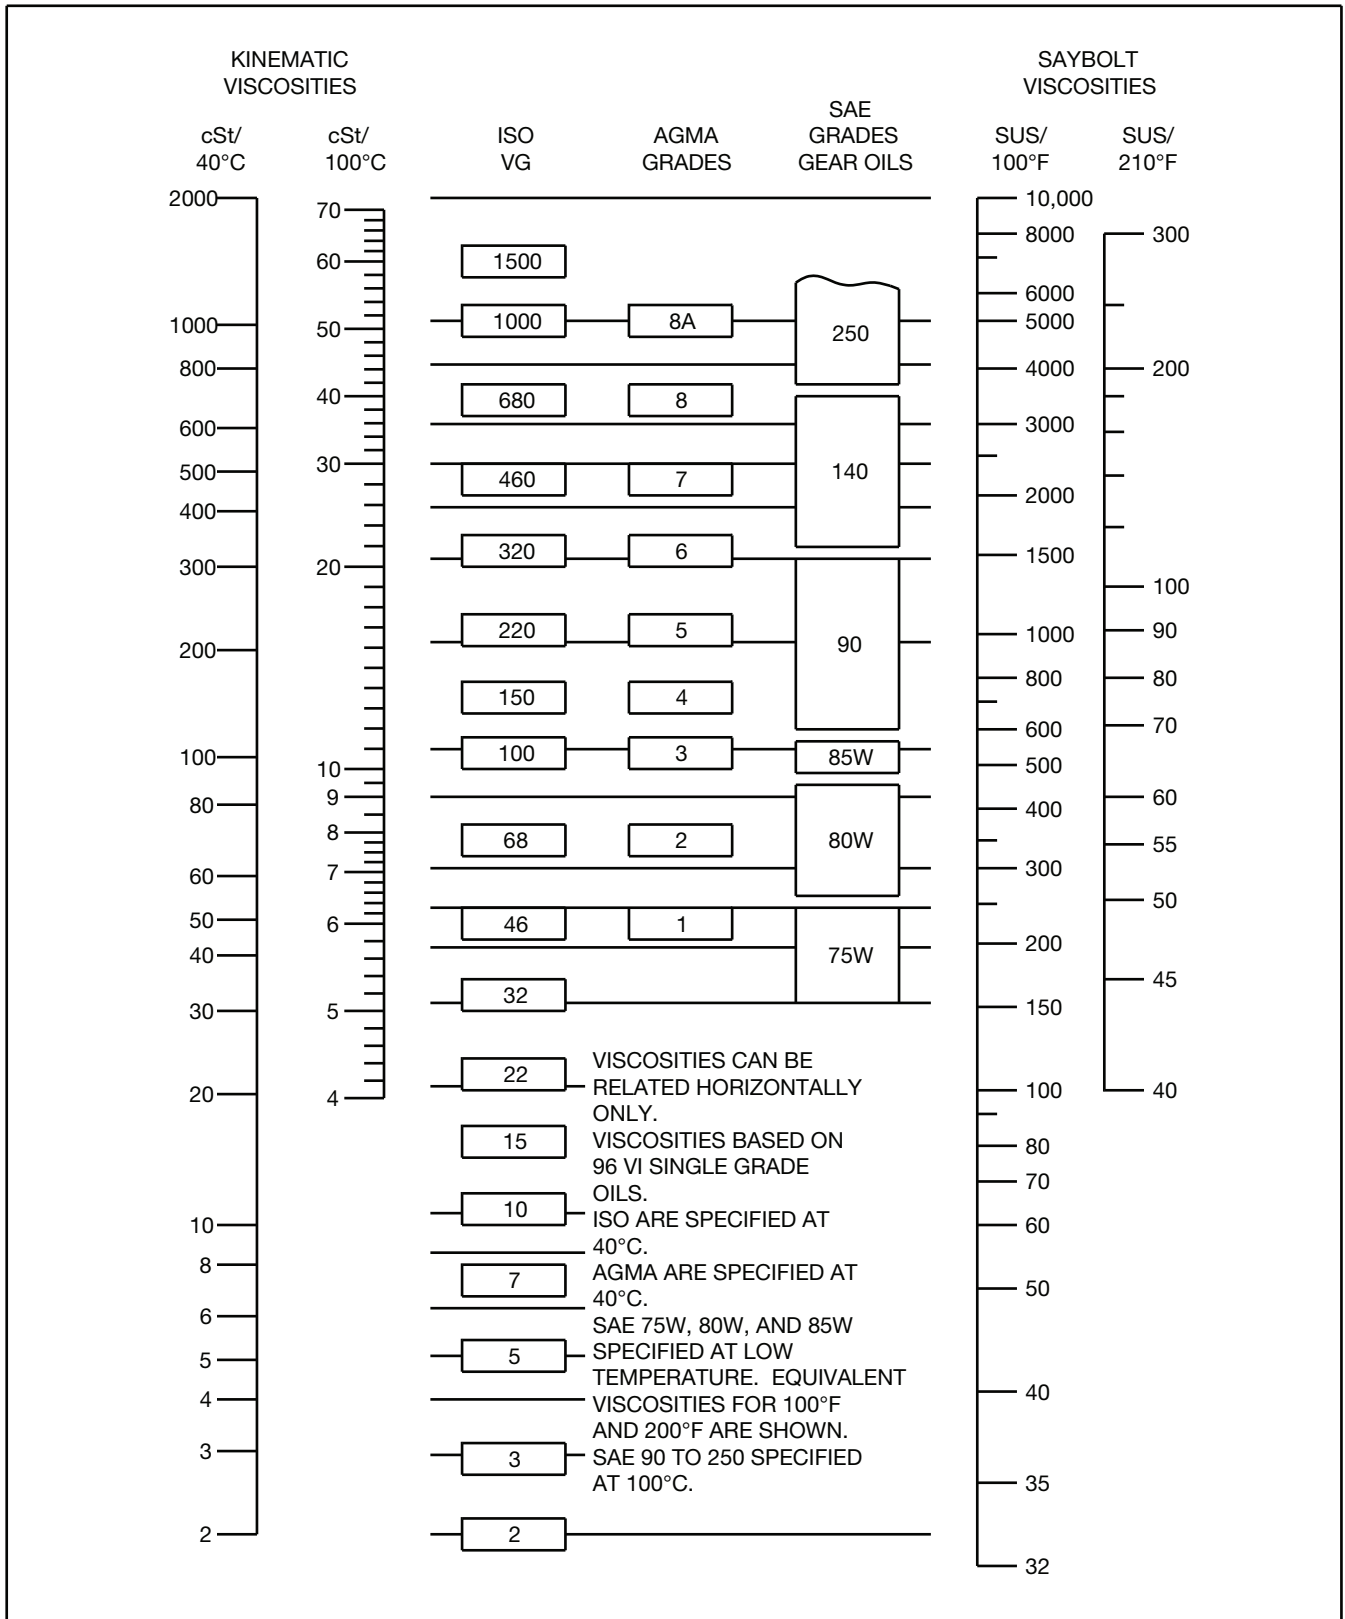 KINEMATIC
VISCOSITIES
SAYBOLT
VISCOSITIES
cSt/
40°C
cSt/
100°C
ISO
VG
AGMA
GRADES
SAE
GRADES
GEAR OILS
SUS/
100°F
SUS/
210°F
2000
1000
800
600
500
400
300
200
100
80
60
50
40
30
20
10
8
6
5
4
3
2
70
60
50
40
30
20
10
9
8
7
6
5
4
1500
1000
680
460
320
220
150
100
68
46
32
22
15
10
7
5
3
2
8A
8
7
6
5
4
3
2
1
250
140
90
85W
80W
75W
VISCOSITIES CAN BE
RELATED HORIZONTALLY
ONLY.
VISCOSITIES BASED ON
96 VI SINGLE GRADE
OILS.
ISO ARE SPECIFIED AT
40°C.
AGMA ARE SPECIFIED AT
40°C.
SAE 75W, 80W, AND 85W
SPECIFIED AT LOW
TEMPERATURE. EQUIVALENT
VISCOSITIES FOR 100°F
AND 200°F ARE SHOWN.
SAE 90 TO 250 SPECIFIED
AT 100°C.
10,000
8000
6000
5000
4000
3000
2000
1500
1000
800
600
500
400
300
200
150
100
80
70
60
50
40
35
32
300
200
100
90
80
70
60
55
50
45
40